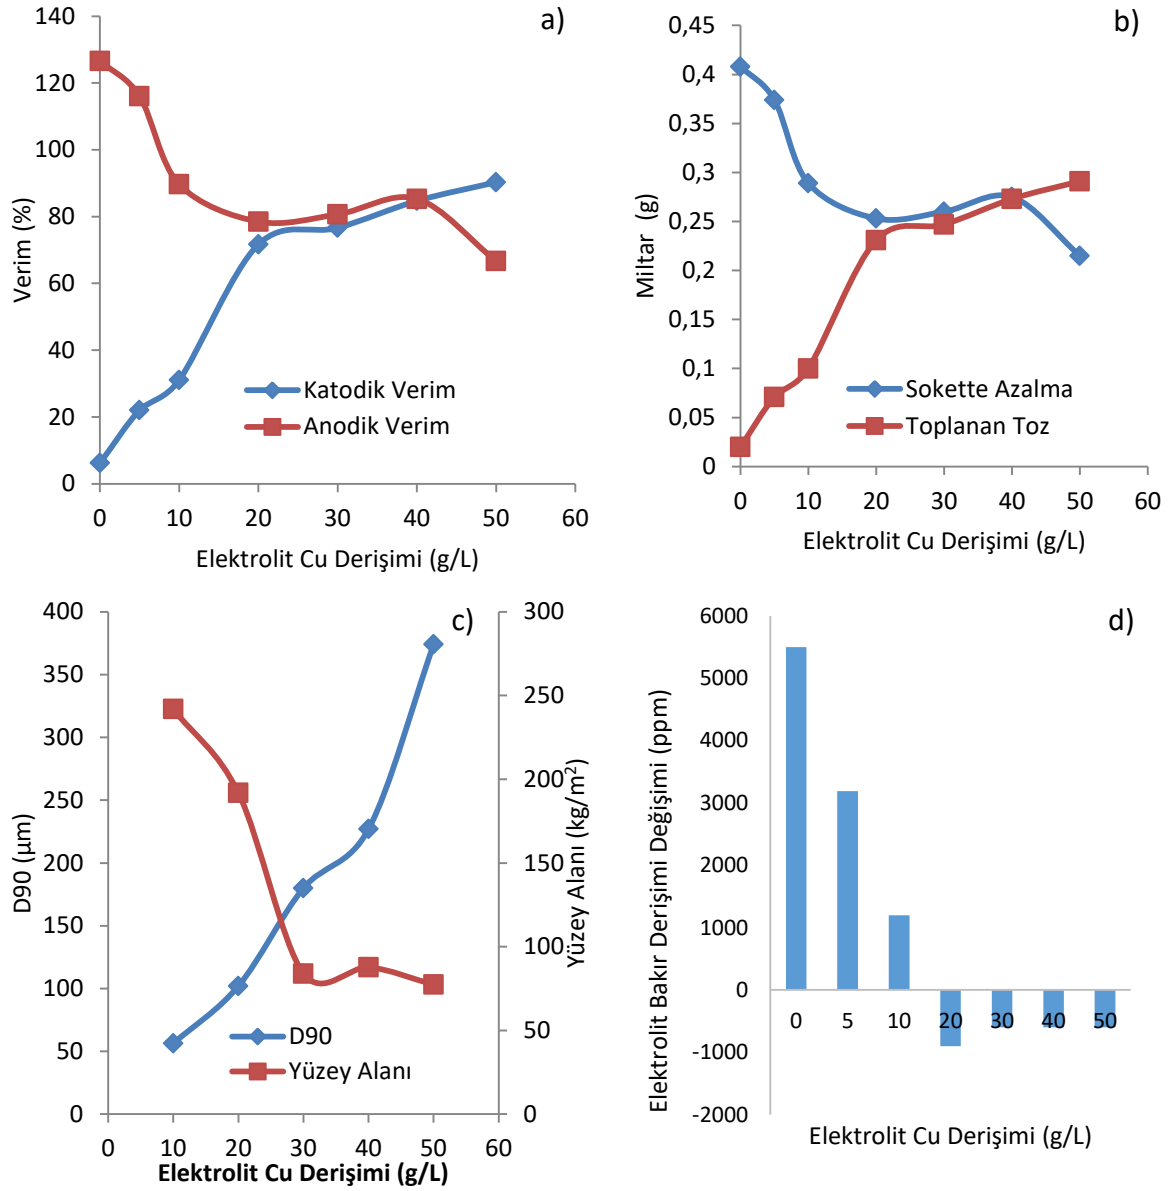 a)
140
120
100
80
60
40
20
0
Verim (%)
Katodik Verim
Anodik Verim
0 10 20 30 40 50 60
Elektrolit Cu Derişimi (g/L)
b)
0,45
0,4
0,35
0,3
0,25
0,2
0,15
0,1
0,05
0
Miltar (g)
Sokette Azalma
Toplanan Toz
0 10 20 30 40 50 60
Elektrolit Cu Derişimi (g/L)
c)
400
350
300
250
200
150
100
50
0
D90 (µm)
300
250
200
150
100
50
0
Yüzey Alanı (kg/m²)
D90
Yüzey Alanı
0 10 20 30 40 50 60
Elektrolit Cu Derişimi (g/L)
d)
6000
5000
4000
3000
2000
1000
0
-1000
-2000
Elektrolit Bakır Derişimi Değişimi (ppm)
0 5 10 20 30 40 50
Elektrolit Cu Derişimi (g/L)